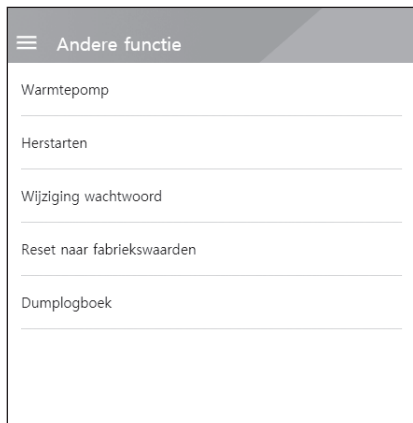 Andere functie
Warmtepomp
Herstarten
Wijziging wachtwoord
Reset naar fabriekswaarden
Dumplogboek